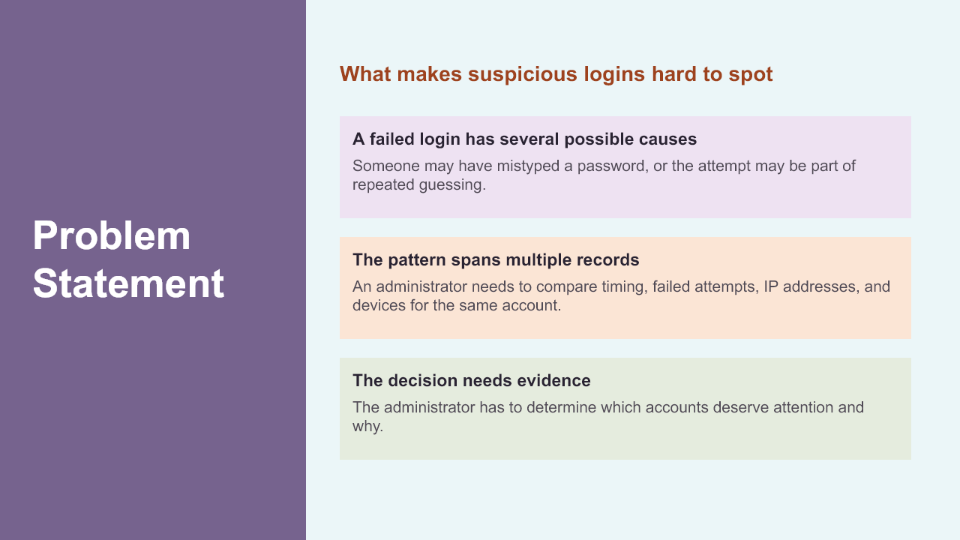 Problem
Statement
What makes suspicious logins hard to spot
A failed login has several possible causes
Someone may have mistyped a password, or the attempt may be part of
repeated guessing.
The pattern spans multiple records
An administrator needs to compare timing, failed attempts, IP addresses, and
devices for the same account.
The decision needs evidence
The administrator has to determine which accounts deserve attention and
why.